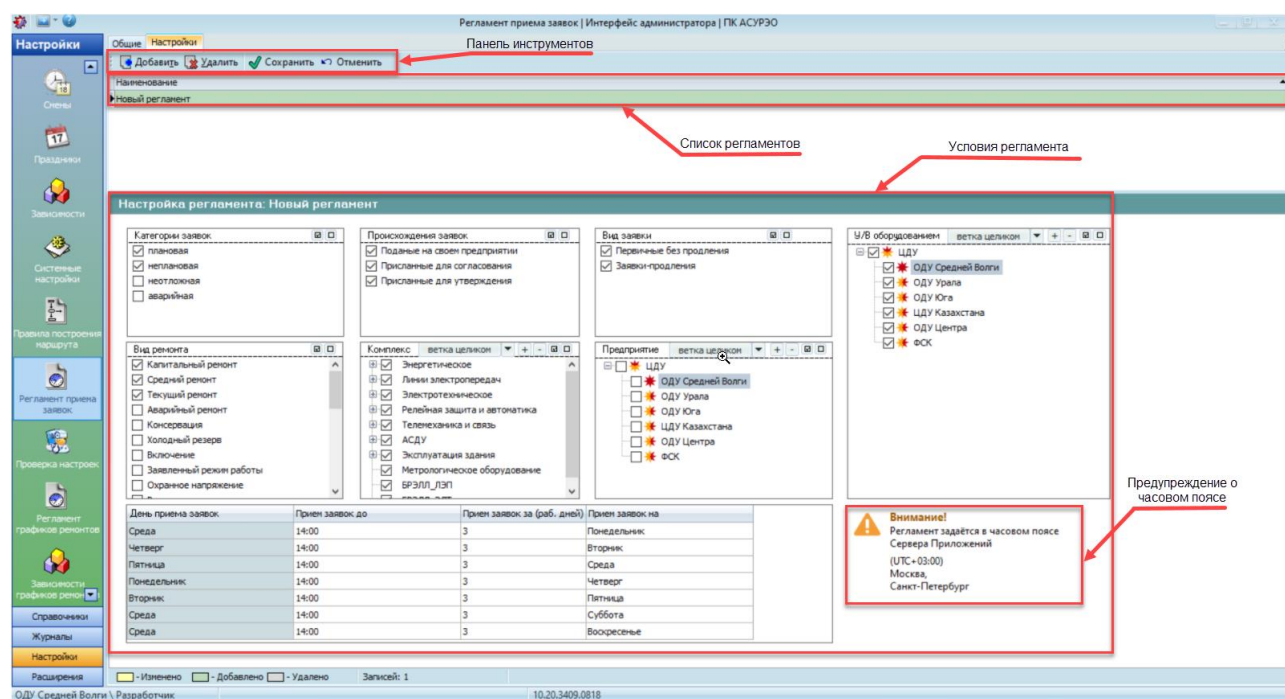 Регламент приема заявок | Интерфейс администратора | ПК АСУРЭО
Настройки
Общие Настройки
Панель инструментов
Добавить Удалить Сохранить Отменить
Наименование
Новый регламент
Список регламентов
Условия регламента
18
Смены
17
Праздники
Зависимости
Системные
настройки
Правила построения
маршрута
Регламент приема
заявок
Проверка настроек
Регламент
графиков ремонтов
Зависимости
Справочники
Журналы
Настройки
Расширения
Настройка регламента: Новый регламент
Категории заявок
плановая
неплановая
неотложная
аварийная
Происхождения заявок
Поданые на своем предприятии
Присланные для согласования
Присланные для утверждения
Вид заявки
Первичные без продления
Заявки-продления
У/В оборудованием ветка целиком + -
ЦДУ
ОДУ Средней Волги
ОДУ Урала
ОДУ Юга
ЦДУ Казахстана
ОДУ Центра
ФСК
Вид ремонта
Капитальный ремонт
Средний ремонт
Текущий ремонт
Аварийный ремонт
Консервация
Холодный резерв
Включение
Заявленный режим работы
Охранное напряжение
Комплекс ветка целиком + -
Энергетическое
Линии электропередач
Электротехническое
Релейная защита и автоматика
Телемеханика и связь
АСДУ
Эксплуатация здания
Метрологическое оборудование
БРЭЛЛ_ЛЭП
Предприятие ветка целиком + -
ЦДУ
ОДУ Средней Волги
ОДУ Урала
ОДУ Юга
ЦДУ Казахстана
ОДУ Центра
ФСК
День приема заявок Прием заявок до Прием заявок за (раб. дней) Прием заявок на
Среда 14:00 3 Понедельник
Четверг 14:00 3 Вторник
Пятница 14:00 3 Среда
Понедельник 14:00 3 Четверг
Вторник 14:00 3 Пятница
Среда 14:00 3 Суббота
Среда 14:00 3 Воскресенье
Предупреждение о
часовом поясе
Внимание!
Регламент задаётся в часовом поясе
Сервера Приложений
(UTC+03:00)
Москва,
Санкт-Петербург
- Изменено - Добавлено - Удалено Записей: 1
ОДУ Средней Волги \ Разработчик 10.20.3409.0818